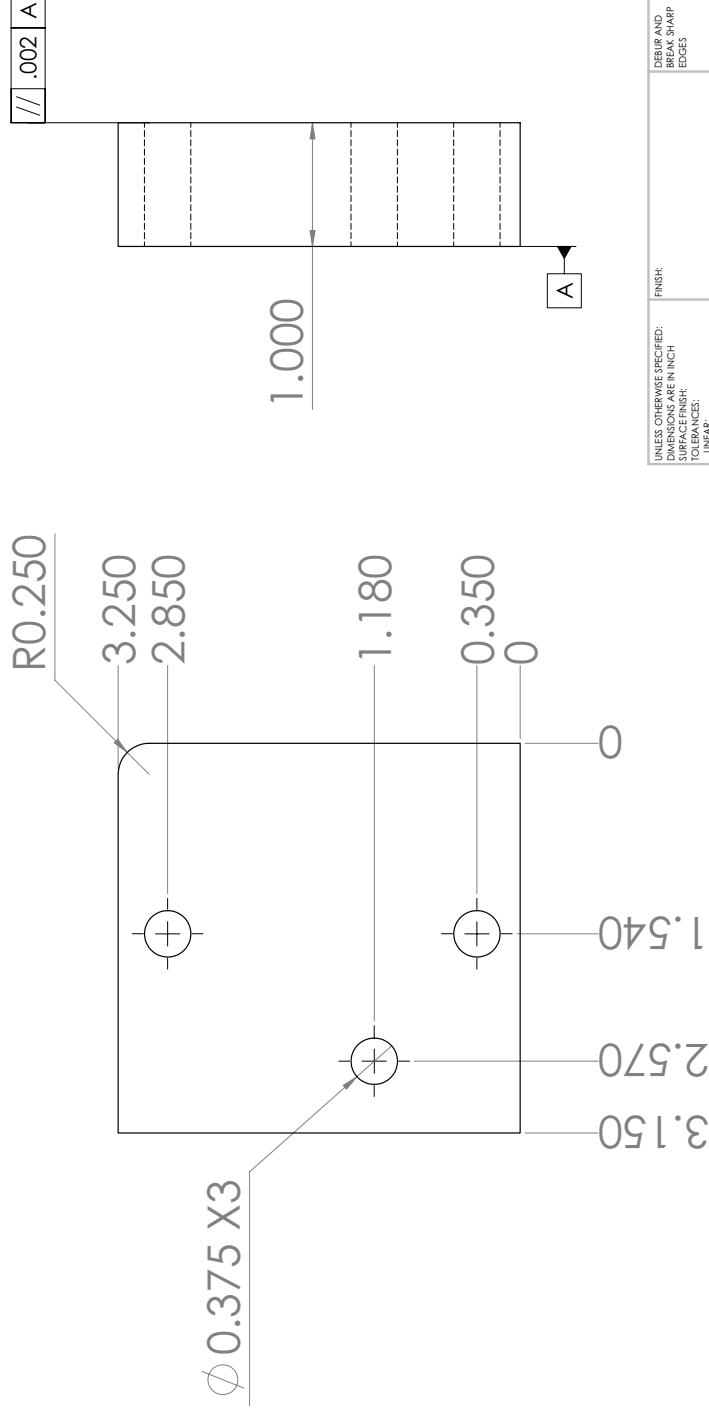 // .002 A
1.000
A
R0.250
3.250
2.850
1.180
0.350
0
0
1.540
2.570
3.150
∅ 0.375 X3
UNLESS OTHERWISE SPECIFIED:
DIMENSIONS ARE IN INCH
SURFACE FINISH:
TOLERANCES:
LINEAR:
FINISH:
DEBUR AND
BREAK SHARP
EDGES